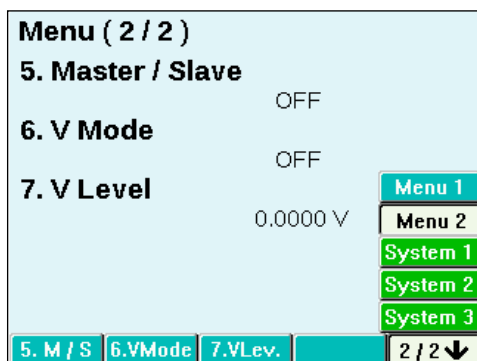 Menu ( 2 / 2 )
5. Master / Slave
OFF
6. V Mode
OFF
7. V Level
0.0000 V
Menu 1
Menu 2
System 1
System 2
System 3
5. M / S 6.VMode 7.VLev. 2 / 2 ↓